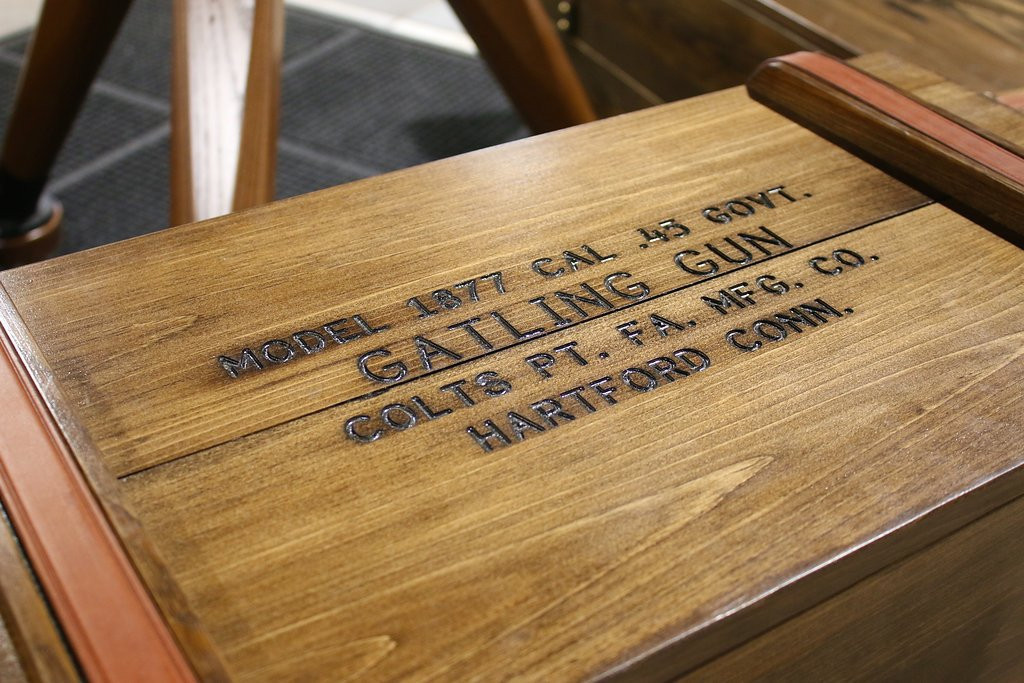 MODEL 1877 CAL .45 GOVT.
GATLING GUN
COLTS PT. FA. MFG. CO.
HARTFORD CONN.